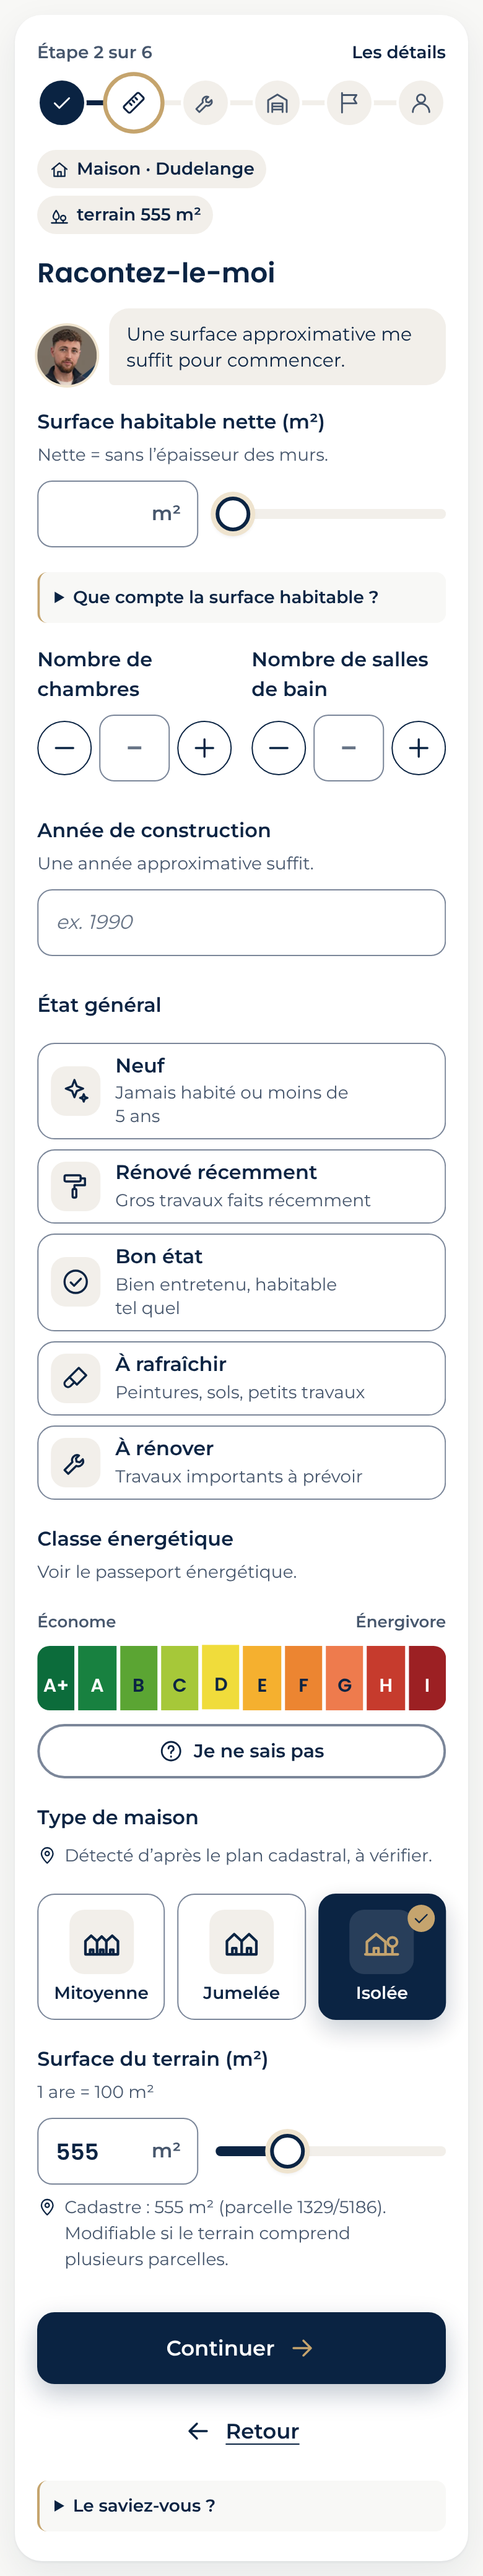 Étape 2 sur 6
Les détails
Maison · Dudelange
terrain 555 m²
Racontez-le-moi
Une surface approximative me
suffit pour commencer.
Surface habitable nette (m²)
Nette = sans l’épaisseur des murs.
m²
Que compte la surface habitable ?
Nombre de
chambres
Nombre de salles
de bain
–
–
Année de construction
Une année approximative suffit.
ex. 1990
État général
Neuf
Jamais habité ou moins de
5 ans
Rénové récemment
Gros travaux faits récemment
Bon état
Bien entretenu, habitable
tel quel
À rafraîchir
Peintures, sols, petits travaux
À rénover
Travaux importants à prévoir
Classe énergétique
Voir le passeport énergétique.
Économe
Énergivore
A+ A B C D E F G H I
Je ne sais pas
Type de maison
Détecté d’après le plan cadastral, à vérifier.
Mitoyenne
Jumelée
Isolée
Surface du terrain (m²)
1 are = 100 m²
555 m²
Cadastre : 555 m² (parcelle 1329/5186).
Modifiable si le terrain comprend
plusieurs parcelles.
Continuer
Retour
Le saviez-vous ?